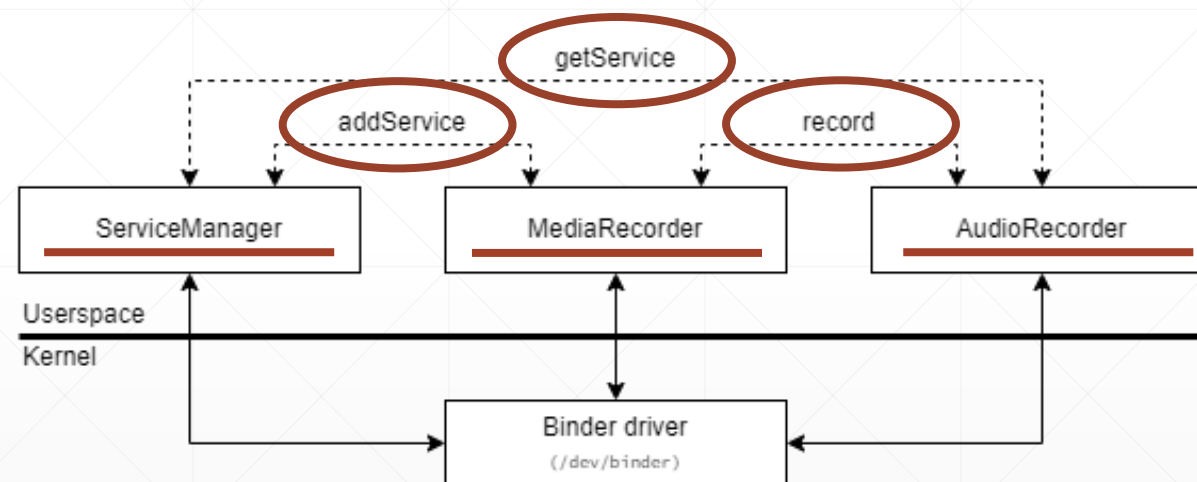 getService
addService
record
ServiceManager
MediaRecorder
AudioRecorder
Userspace
Kernel
Binder driver
(/dev/binder)